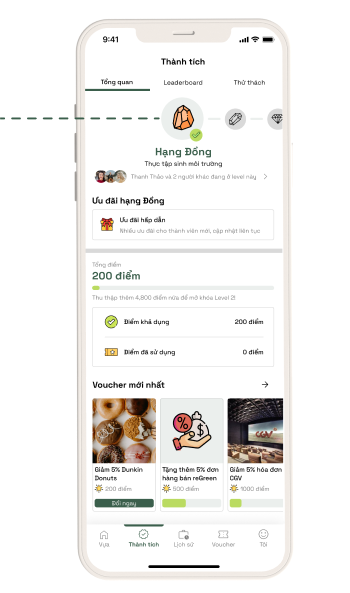 9:41
Thành tích
Tổng quan
Leaderboard
Thử thách
Hạng Đồng
Thực tập sinh môi trường
Thanh Thảo và 2 người khác đang ở level này
Ưu đãi hạng Đồng
Ưu đãi hấp dẫn
Nhiều ưu đãi cho thành viên mới, cập nhật liên tục
Tổng điểm
200 điểm
Thu thập thêm 4,800 điểm nữa để mở khóa Level 2!
Điểm khả dụng
200 điểm
Điểm đã sử dụng
0 điểm
Voucher mới nhất
CGV
Giảm 5% Dunkin
Donuts
200 điểm
Đổi ngay
Tặng thêm 5% đơn
hàng bán reGreen
500 điểm
Giảm 5% hóa đơn
CGV
1000 điểm
Vựa
Thành tích
Lịch sử
Voucher
Tôi